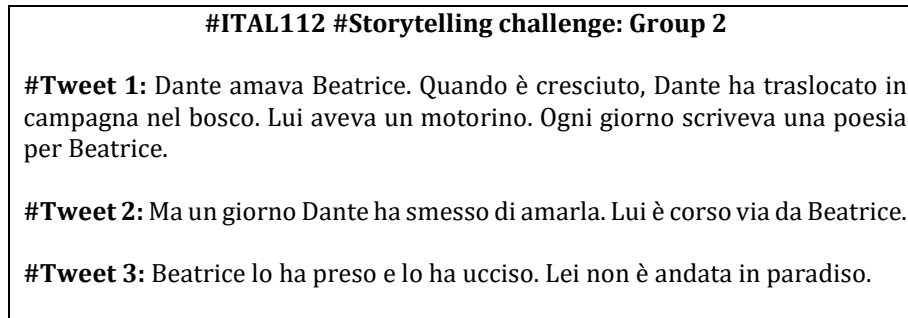 #ITAL112 #Storytelling challenge: Group 2
#Tweet 1: Dante amava Beatrice. Quando è cresciuto, Dante ha traslocato in
campagna nel bosco. Lui aveva un motorino. Ogni giorno scriveva una poesia
per Beatrice.
#Tweet 2: Ma un giorno Dante ha smesso di amarla. Lui è corso via da Beatrice.
#Tweet 3: Beatrice lo ha preso e lo ha ucciso. Lei non è andata in paradiso.